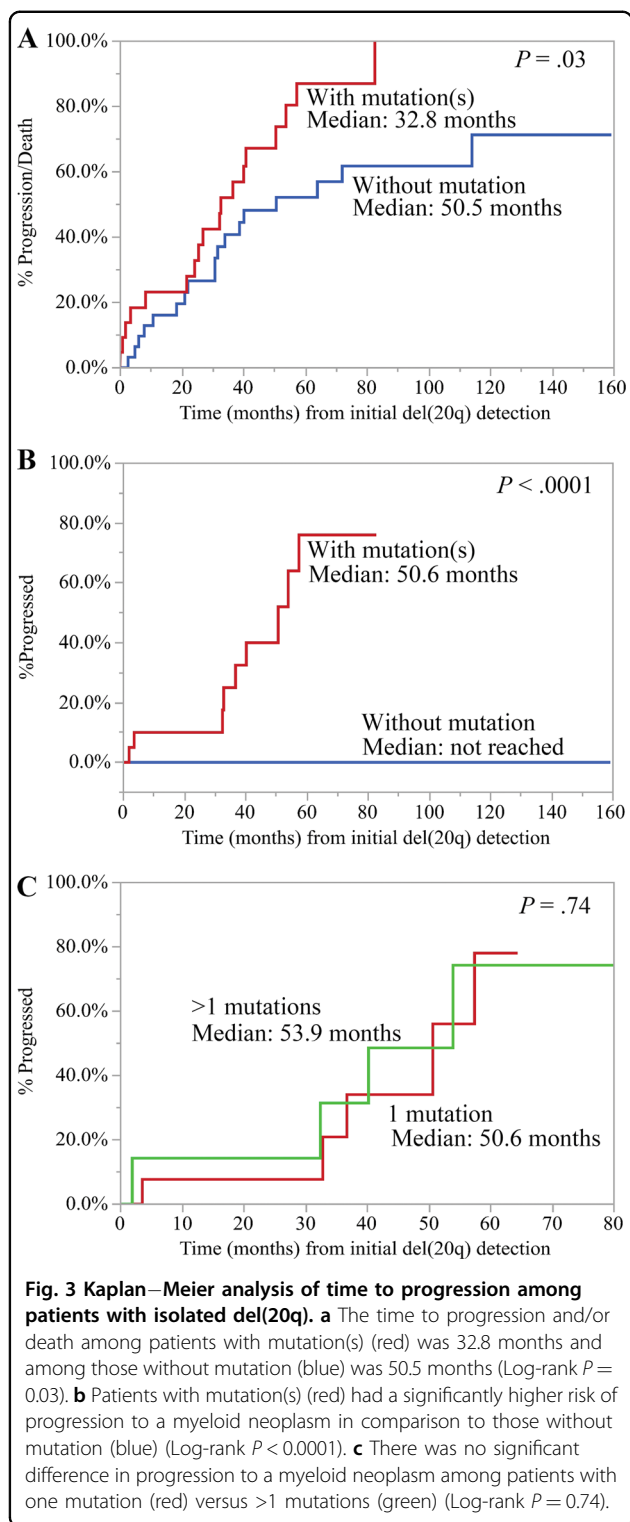 A
100.0%
80.0%
60.0%
40.0%
20.0%
0.0%
% Progression/Death
P = .03
With mutation(s)
Median: 32.8 months
Without mutation
Median: 50.5 months
0 20 40 60 80 100 120 140 160
Time (months) from initial del(20q) detection
B
100.0%
80.0%
60.0%
40.0%
20.0%
0.0%
%Progressed
P < .0001
With mutation(s)
Median: 50.6 months
Without mutation
Median: not reached
0 20 40 60 80 100 120 140 160
Time (months) from initial del(20q) detection
C
100.0%
80.0%
60.0%
40.0%
20.0%
0.0%
% Progressed
P = .74
>1 mutations
Median: 53.9 months
1 mutation
Median: 50.6 months
0 10 20 30 40 50 60 70 80
Time (months) from initial del(20q) detection
Fig. 3 Kaplan−Meier analysis of time to progression among
patients with isolated del(20q). a The time to progression and/or
death among patients with mutation(s) (red) was 32.8 months and
among those without mutation (blue) was 50.5 months (Log-rank P =
0.03). b Patients with mutation(s) (red) had a significantly higher risk of
progression to a myeloid neoplasm in comparison to those without
mutation (blue) (Log-rank P < 0.0001). c There was no significant
difference in progression to a myeloid neoplasm among patients with
one mutation (red) versus >1 mutations (green) (Log-rank P = 0.74).